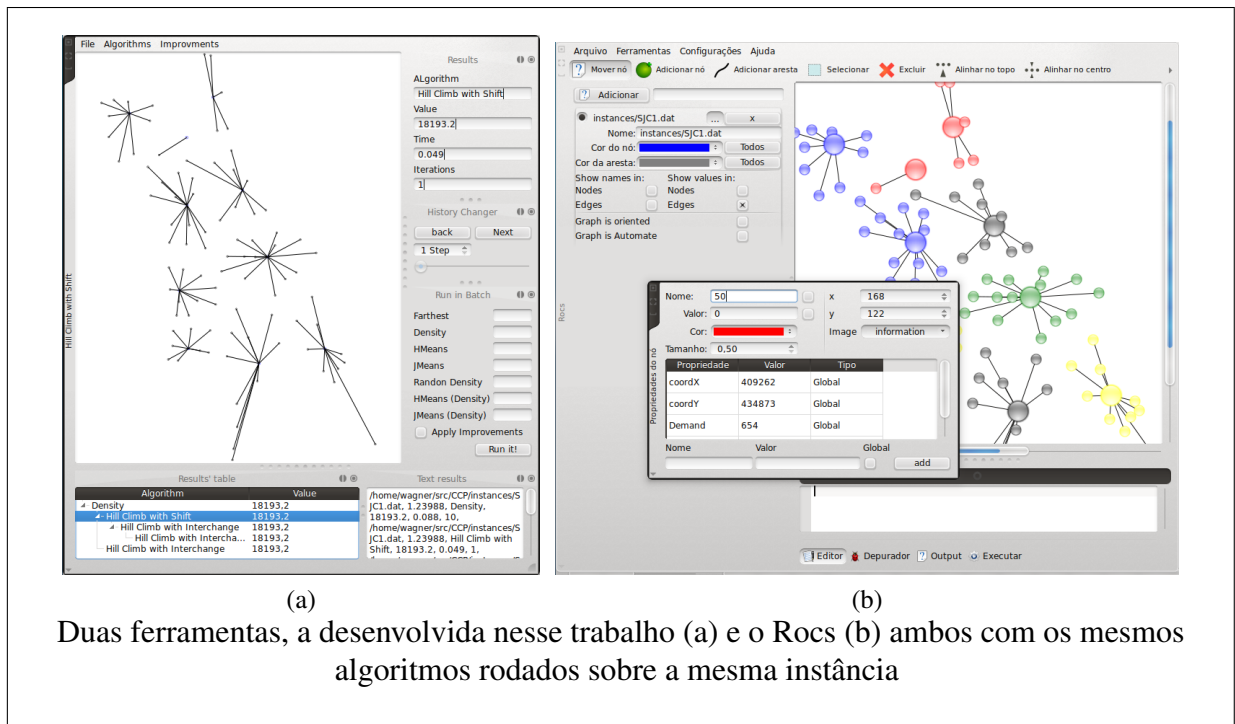 File Algorithms Improvments
Results
ALgorithm
Hill Climb with Shift
Value
18193.2
Time
0.049
Iterations
1
History Changer
back Next
1 Step
Run in Batch
Farthest
Density
HMeans
JMeans
Randon Density
HMeans (Density)
JMeans (Density)
Apply Improvements
Run it!
Hill Climb with Shift
Results' table
Algorithm Value
Density 18193,2
Hill Climb with Shift 18193,2
Hill Climb with Interchange 18193,2
Hill Climb with Intercha... 18193,2
Hill Climb with Interchange 18193,2
Text results
/home/wagner/src/CCP/instances/S
JC1.dat, 1.23988, Density,
18193.2, 0.088, 10,
/home/wagner/src/CCP/instances/S
JC1.dat, 1.23988, Hill Climb with
Shift, 18193.2, 0.049, 1,
(a)
Arquivo Ferramentas Configurações Ajuda
Mover nó Adicionar nó Adicionar aresta Selecionar Excluir Alinhar no topo Alinhar no centro
Adicionar
instances/SJC1.dat ... x
Nome: instances/SJC1.dat
Cor do nó: Todos
Cor da aresta: Todos
Show names in: Show values in:
Nodes Nodes
Edges Edges x
Graph is oriented
Graph is Automate
Rocs
Propriedades do nó
Nome: 50 x 168
Valor: 0 y 122
Cor: Image information
Tamanho: 0,50
Propriedade Valor Tipo
coordX 409262 Global
coordY 434873 Global
Demand 654 Global
Nome Valor Global
add
Editor Depurador Output Executar
(b)
Duas ferramentas, a desenvolvida nesse trabalho (a) e o Rocs (b) ambos com os mesmos
algoritmos rodados sobre a mesma instância